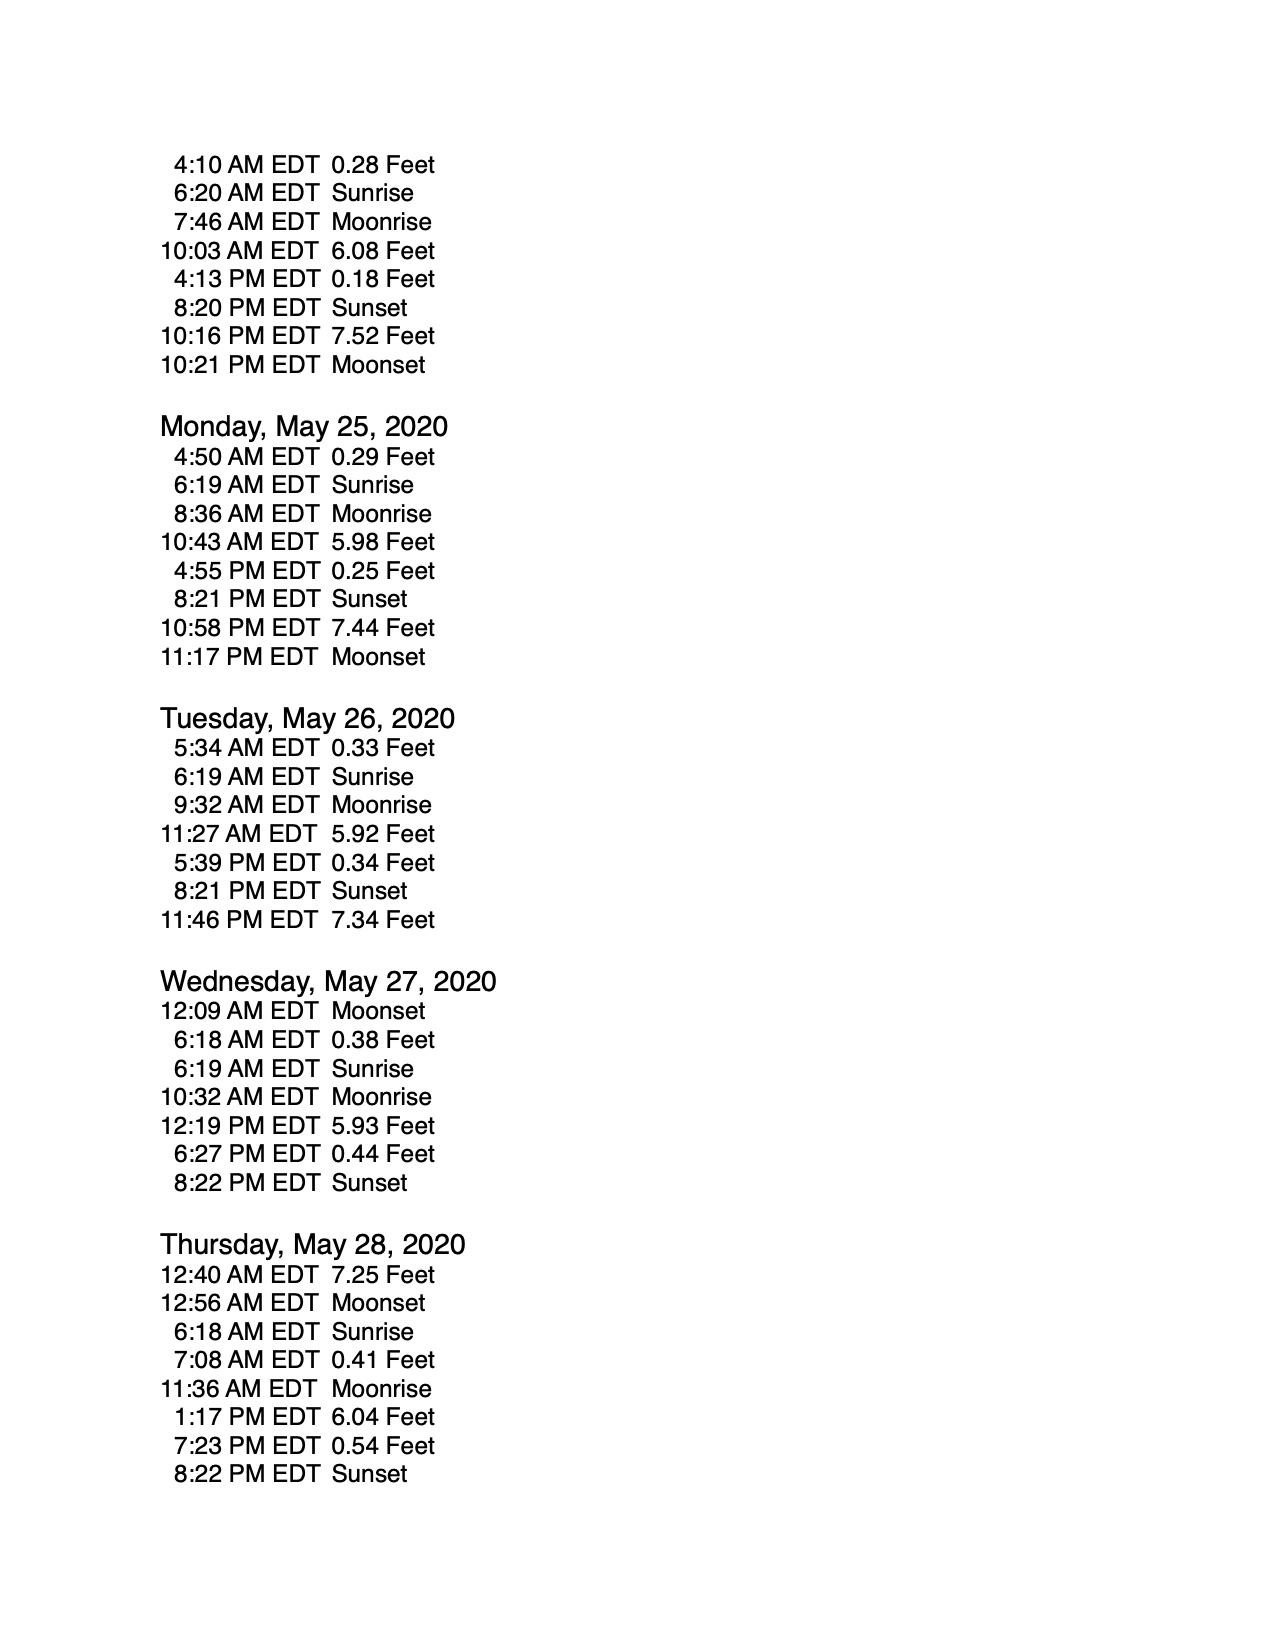 4:10 AM EDT 0.28 Feet
6:20 AM EDT Sunrise
7:46 AM EDT Moonrise
10:03 AM EDT 6.08 Feet
4:13 PM EDT 0.18 Feet
8:20 PM EDT Sunset
10:16 PM EDT 7.52 Feet
10:21 PM EDT Moonset
Monday, May 25, 2020
4:50 AM EDT 0.29 Feet
6:19 AM EDT Sunrise
8:36 AM EDT Moonrise
10:43 AM EDT 5.98 Feet
4:55 PM EDT 0.25 Feet
8:21 PM EDT Sunset
10:58 PM EDT 7.44 Feet
11:17 PM EDT Moonset
Tuesday, May 26, 2020
5:34 AM EDT 0.33 Feet
6:19 AM EDT Sunrise
9:32 AM EDT Moonrise
11:27 AM EDT 5.92 Feet
5:39 PM EDT 0.34 Feet
8:21 PM EDT Sunset
11:46 PM EDT 7.34 Feet
Wednesday, May 27, 2020
12:09 AM EDT Moonset
6:18 AM EDT 0.38 Feet
6:19 AM EDT Sunrise
10:32 AM EDT Moonrise
12:19 PM EDT 5.93 Feet
6:27 PM EDT 0.44 Feet
8:22 PM EDT Sunset
Thursday, May 28, 2020
12:40 AM EDT 7.25 Feet
12:56 AM EDT Moonset
6:18 AM EDT Sunrise
7:08 AM EDT 0.41 Feet
11:36 AM EDT Moonrise
1:17 PM EDT 6.04 Feet
7:23 PM EDT 0.54 Feet
8:22 PM EDT Sunset